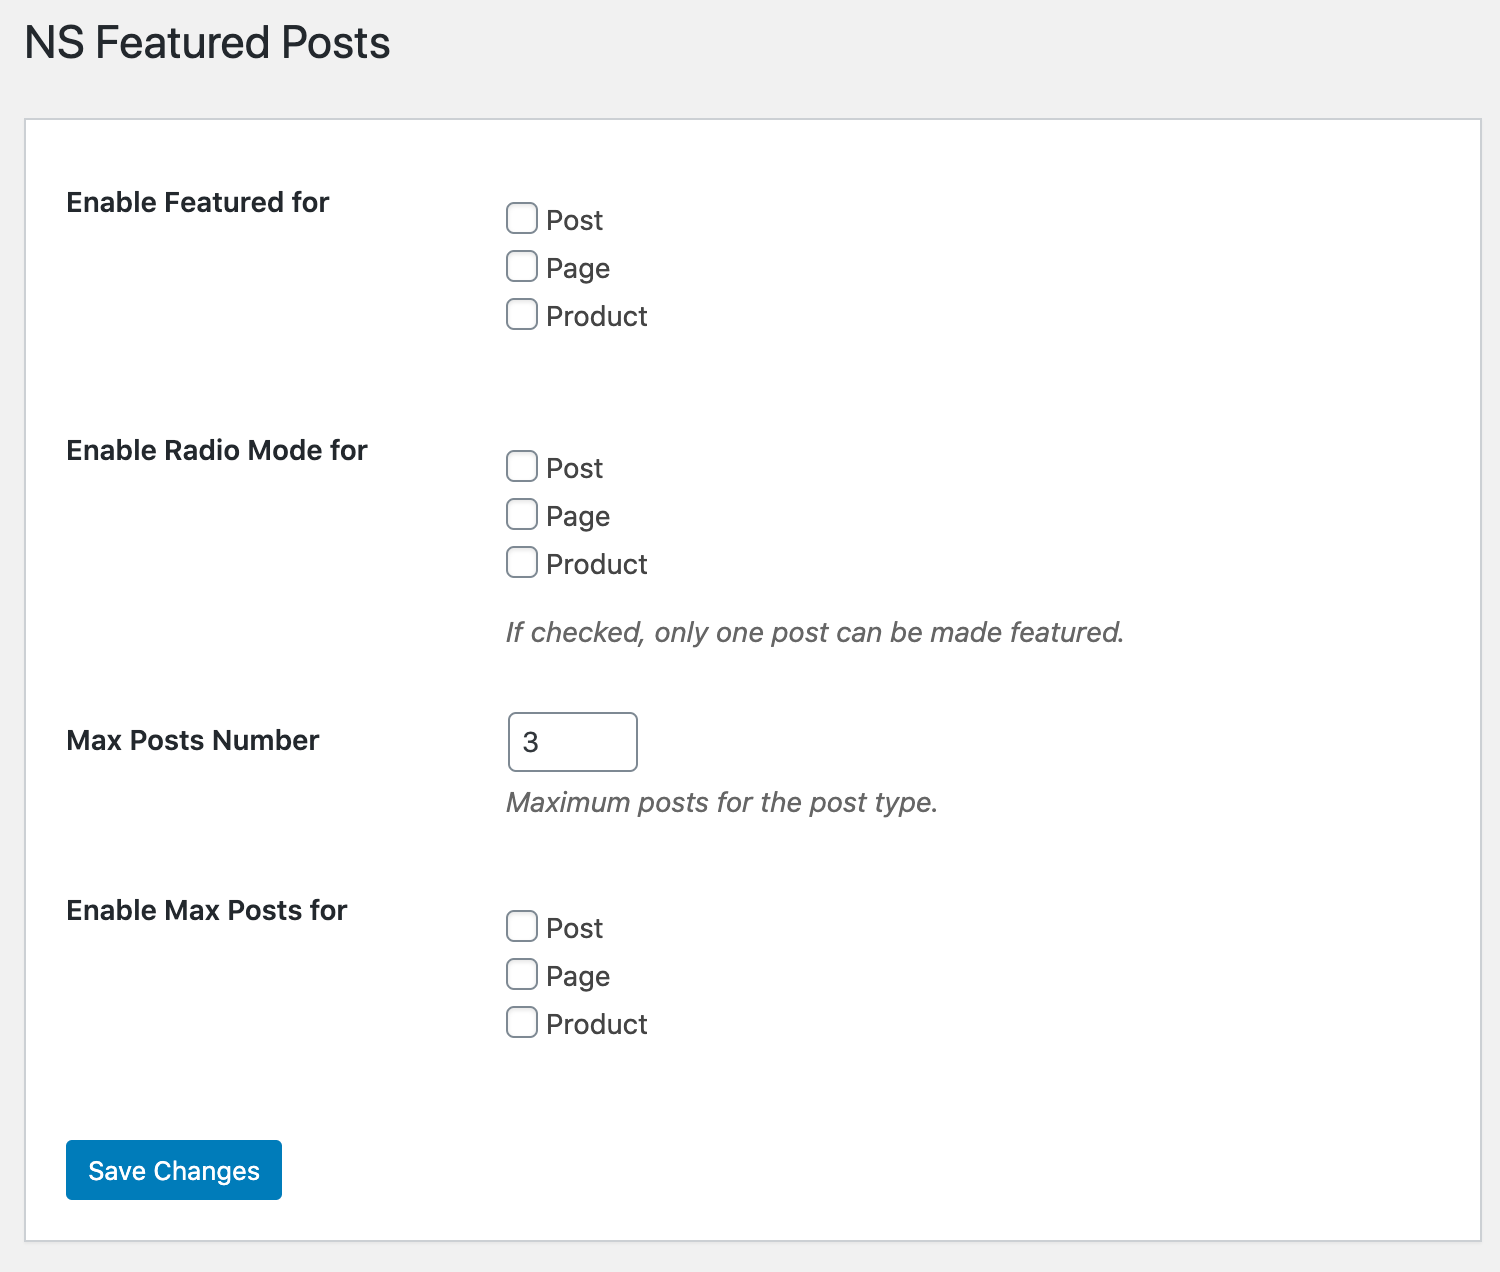 NS Featured Posts
Enable Featured for
Post
Page
Product
Enable Radio Mode for
Post
Page
Product
If checked, only one post can be made featured.
Max Posts Number
3
Maximum posts for the post type.
Enable Max Posts for
Post
Page
Product
Save Changes